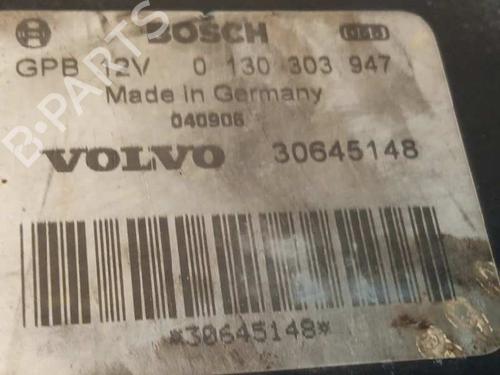 BOSCH
GPB 12V 0 130 303 947
Made in Germany
040906
VOLVO 30645148
*30645148*
B-PARTS